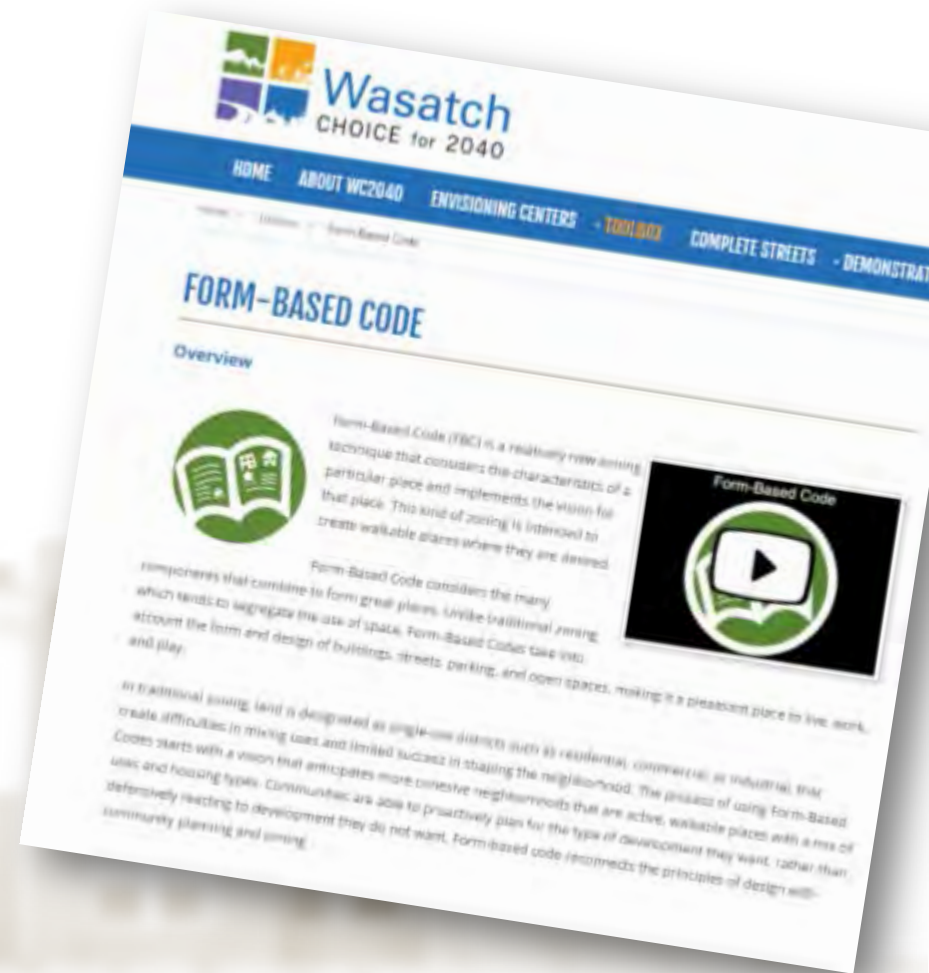 Wasatch
CHOICE for 2040
HOME ABOUT WC2040 ENVISIONING CENTERS - TOOLBOX COMPLETE STREETS - DEMONSTRAT
Home Form-Based Code
FORM-BASED CODE
Overview
Form-Based Code (FBC) is a relatively new zoning
technique that considers the characteristics of a
particular place and implements the vision for
that place. This kind of zoning is intended to
create walkable places where they are desired.
Form-Based Code
Form-Based Code considers the many
components that combine to form great places. Unlike traditional zoning
which tends to segregate the use of space, Form-Based Codes take into
account the form and design of buildings, streets, parking, and open spaces, making it a pleasant place to live, work,
and play.
In traditional zoning, land is designated as single-use districts such as residential, commercial, or industrial, that
create difficulties in mixing uses and limited success in shaping the neighborhood. The process of using Form-Based
Codes starts with a vision that anticipates more cohesive neighborhoods that are active, walkable places with a mix of
uses and housing types. Communities are able to proactively plan for the type of development they want, rather than
defensively reacting to development they do not want. Form-based code reconnects the principles of design with
community planning and zoning.